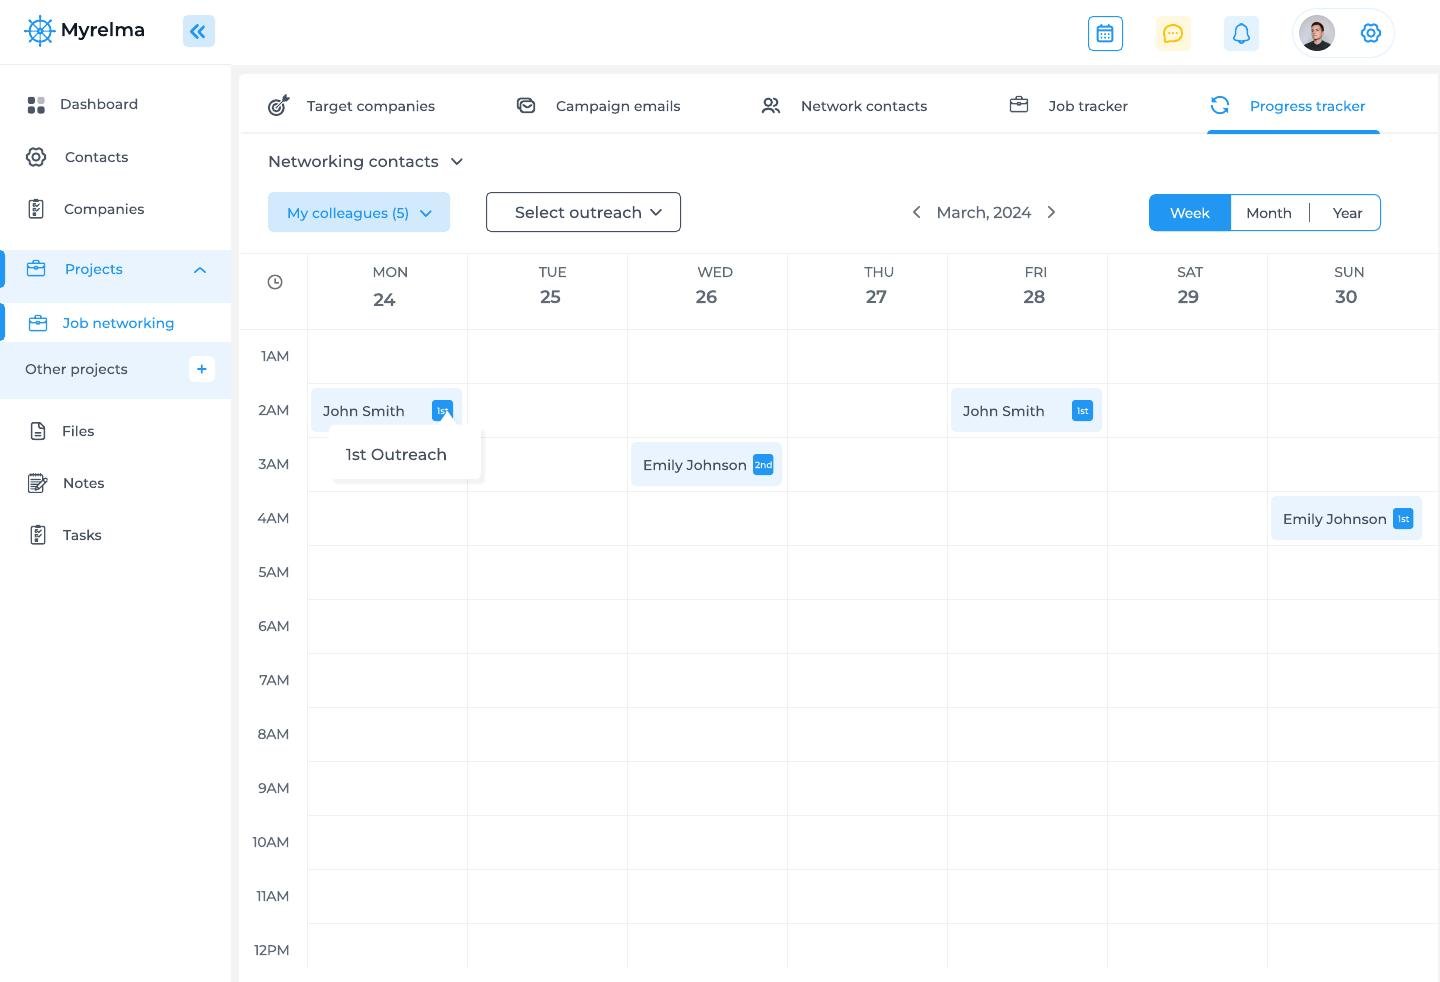 Myrelma
Dashboard
Contacts
Companies
Projects
Job networking
Other projects
+
Files
Notes
Tasks
Target companies
Campaign emails
Network contacts
Job tracker
Progress tracker
Networking contacts
My colleagues (5)
Select outreach
March, 2024
Week
Month
Year
MON
24
TUE
25
WED
26
THU
27
FRI
28
SAT
29
SUN
30
1AM
2AM
John Smith 1st
John Smith 1st
1st Outreach
3AM
Emily Johnson 2nd
4AM
Emily Johnson 1st
5AM
6AM
7AM
8AM
9AM
10AM
11AM
12PM